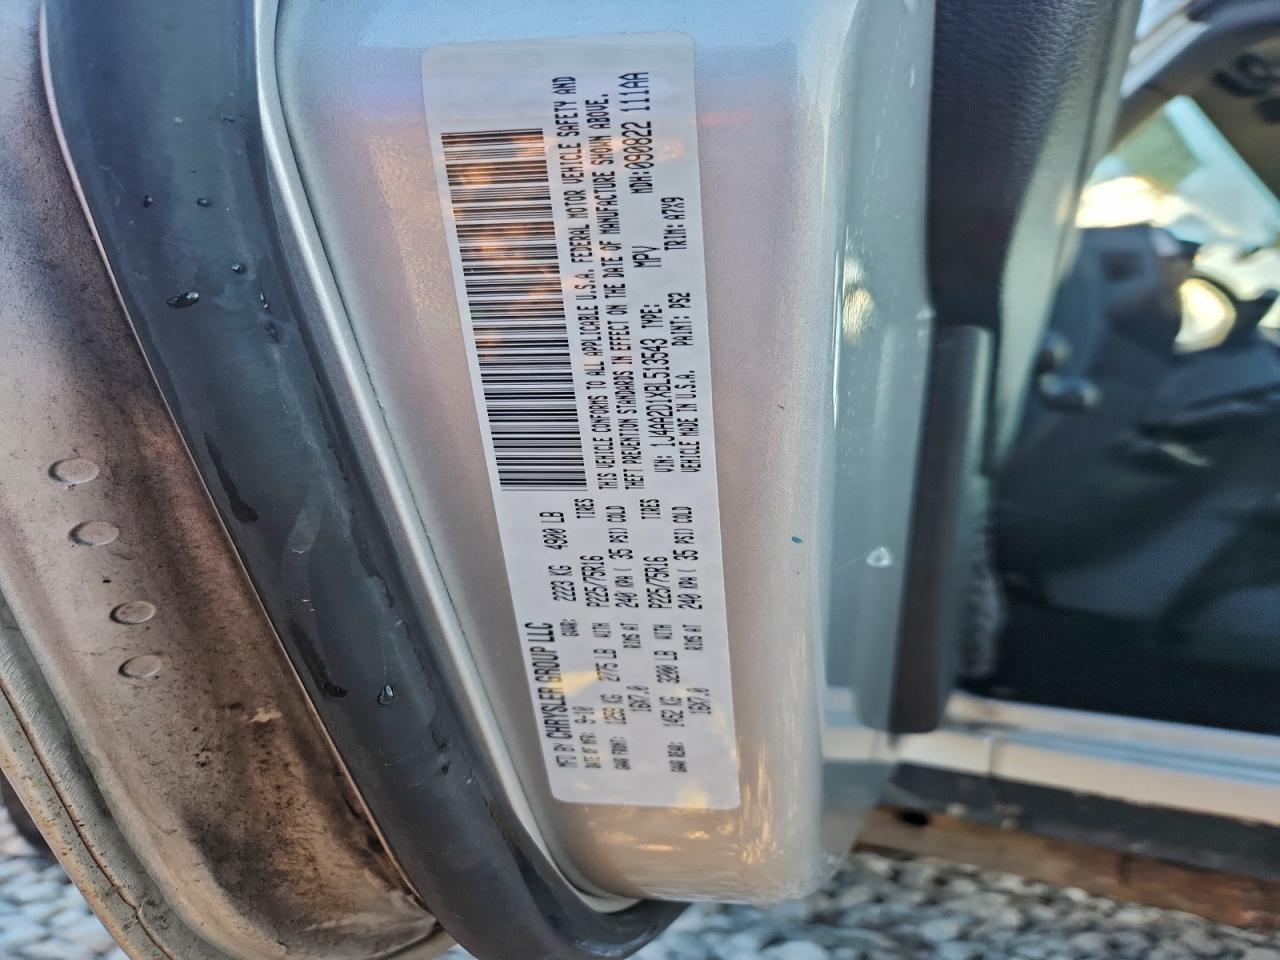 MFD BY CHRYSLER GROUP LLC
DATE OF MFR: 9-10 GVWR: 2223 KG 4900 LB
GAWR FRONT: 1259 KG 2775 LB WITH P225/75R16 TIRES
16X7.0 RIMS AT 240 KPA ( 35 PSI) COLD
GAWR REAR: 1452 KG 3200 LB WITH P225/75R16 TIRES
16X7.0 RIMS AT 240 KPA ( 35 PSI) COLD
THIS VEHICLE CONFORMS TO ALL APPLICABLE U.S.A. FEDERAL MOTOR VEHICLE SAFETY AND
THEFT PREVENTION STANDARDS IN EFFECT ON THE DATE OF MANUFACTURE SHOWN ABOVE.
VIN: 1J4AA2D1XBL513543 TYPE: MPV MDH:090822 111AA
VEHICLE MADE IN U.S.A. PAINT: PS2 TRIM: A7X9